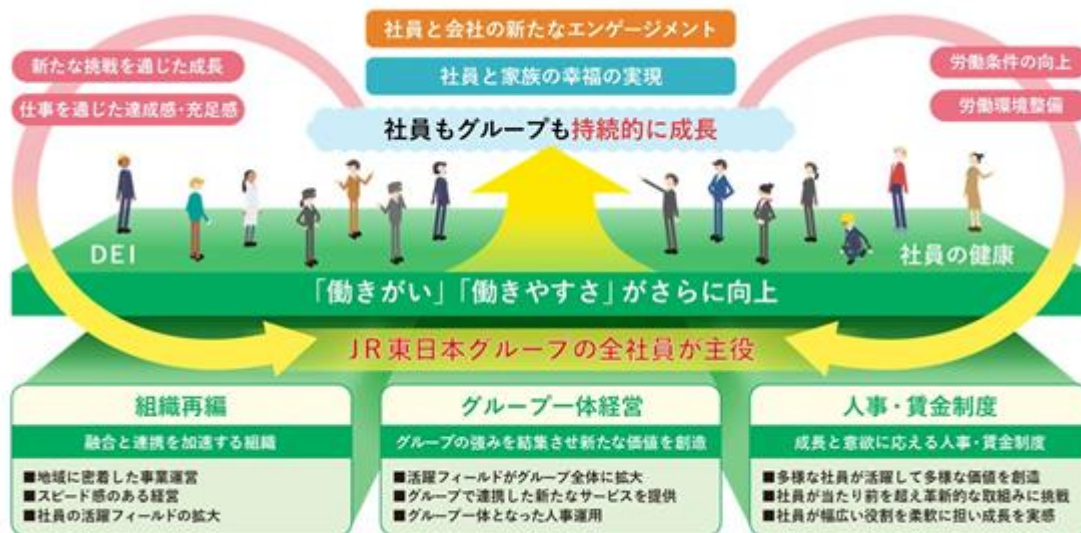 社員と会社の新たなエンゲージメント
新たな挑戦を通じた成長
社員と家族の幸福の実現
労働条件の向上
仕事を通じた達成感・充足感
労働環境整備
社員もグループも持続的に成長
DEI
社員の健康
「働きがい」「働きやすさ」がさらに向上
JR東日本グループの全社員が主役
組織再編
融合と連携を加速する組織
■地域に密着した事業運営
■スピード感のある経営
■社員の活躍フィールドの拡大
グループ一体経営
グループの強みを結集させ新たな価値を創造
■活躍フィールドがグループ全体に拡大
■グループで連携した新たなサービスを提供
■グループ一体となった人事運用
人事・賃金制度
成長と意欲に応える人事・賃金制度
■多様な社員が活躍して多様な価値を創造
■社員が当たり前を超え革新的な取組みに挑戦
■社員が幅広い役割を柔軟に担い成長を実感